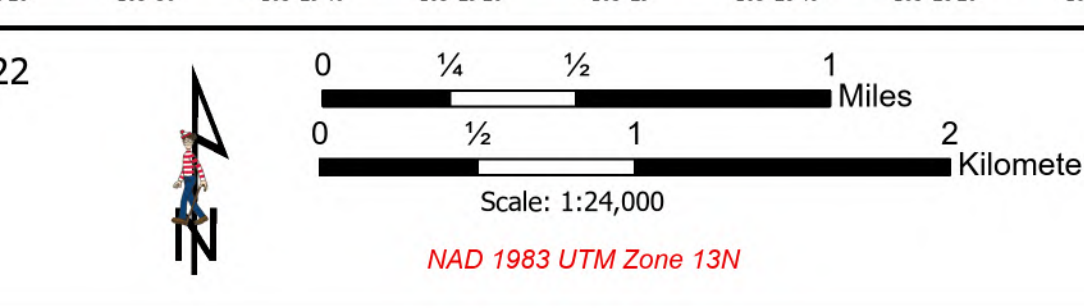 22
0 ¼ ½ 1
Miles
0 ½ 1 2
Kilomete
N
Scale: 1:24,000
NAD 1983 UTM Zone 13N